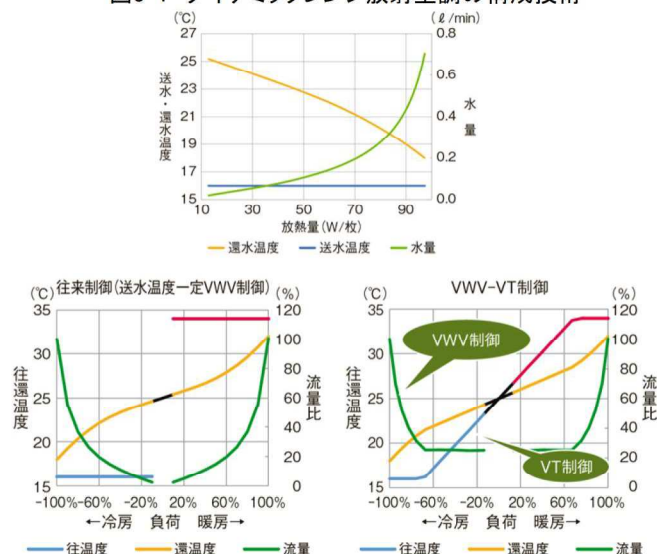 (℃)
(ℓ/min)
27
25
23
21
19
17
15
送水・還水温度
0.8
0.6
0.4
0.2
0.0
水量
10 30 50 70 90
放熱量(W/枚)
還水温度 送水温度 水量
(℃) 往来制御(送水温度一定VWV制御) (%)
35
30
25
20
15
往還温度
120
100
80
60
40
20
0
流量比
-100% -60% -20% 20% 60% 100%
←冷房 負荷 暖房→
往温度 還温度 流量
(℃) VWV-VT制御 (%)
35
30
25
20
15
往還温度
120
100
80
60
40
20
0
流量比
VWV制御
VT制御
-100% -60% -20% 20% 60% 100%
←冷房 負荷 暖房→
往温度 還温度 流量